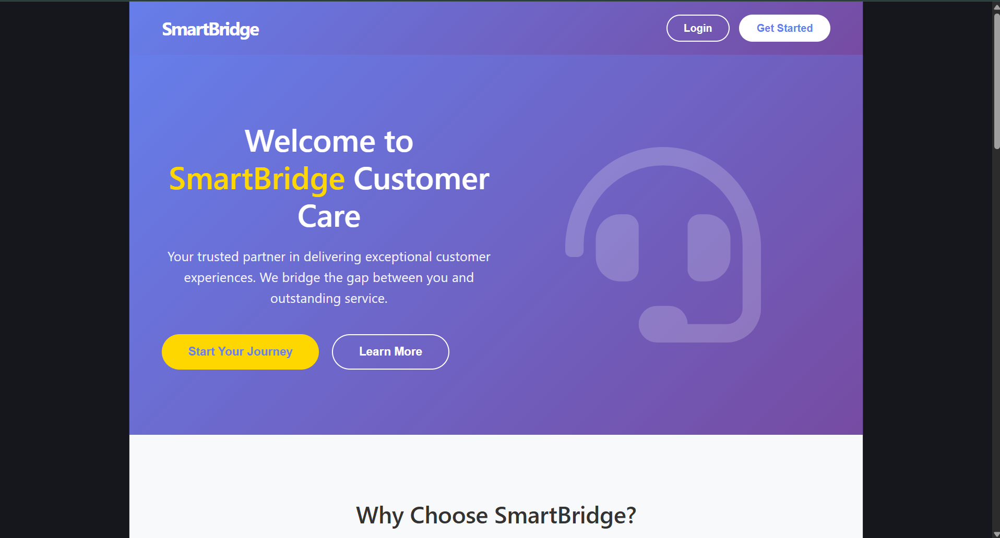 SmartBridge
Login
Get Started
Welcome to
SmartBridge Customer
Care
Your trusted partner in delivering exceptional customer
experiences. We bridge the gap between you and
outstanding service.
Start Your Journey
Learn More
Why Choose SmartBridge?